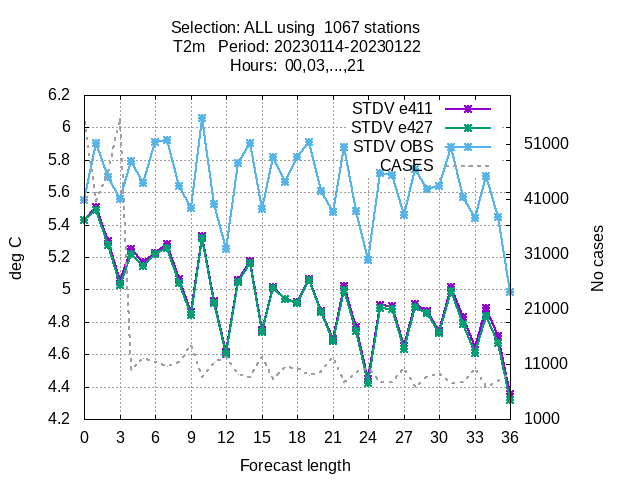 Selection: ALL using  1067 stations
T2m   Period: 20230114-20230122
Hours:  00,03,...,21
STDV e411
STDV e427
STDV OBS
CASES
6.2
6
5.8
5.6
5.4
5.2
5
4.8
4.6
4.4
4.2
51000
41000
31000
21000
11000
1000
0 3 6 9 12 15 18 21 24 27 30 33 36
deg C
No cases
Forecast length